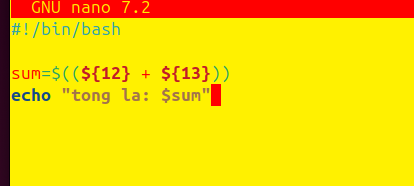 GNU nano 7.2
#!/bin/bash
sum=$((${12} + ${13}))
echo "tong la: $sum"